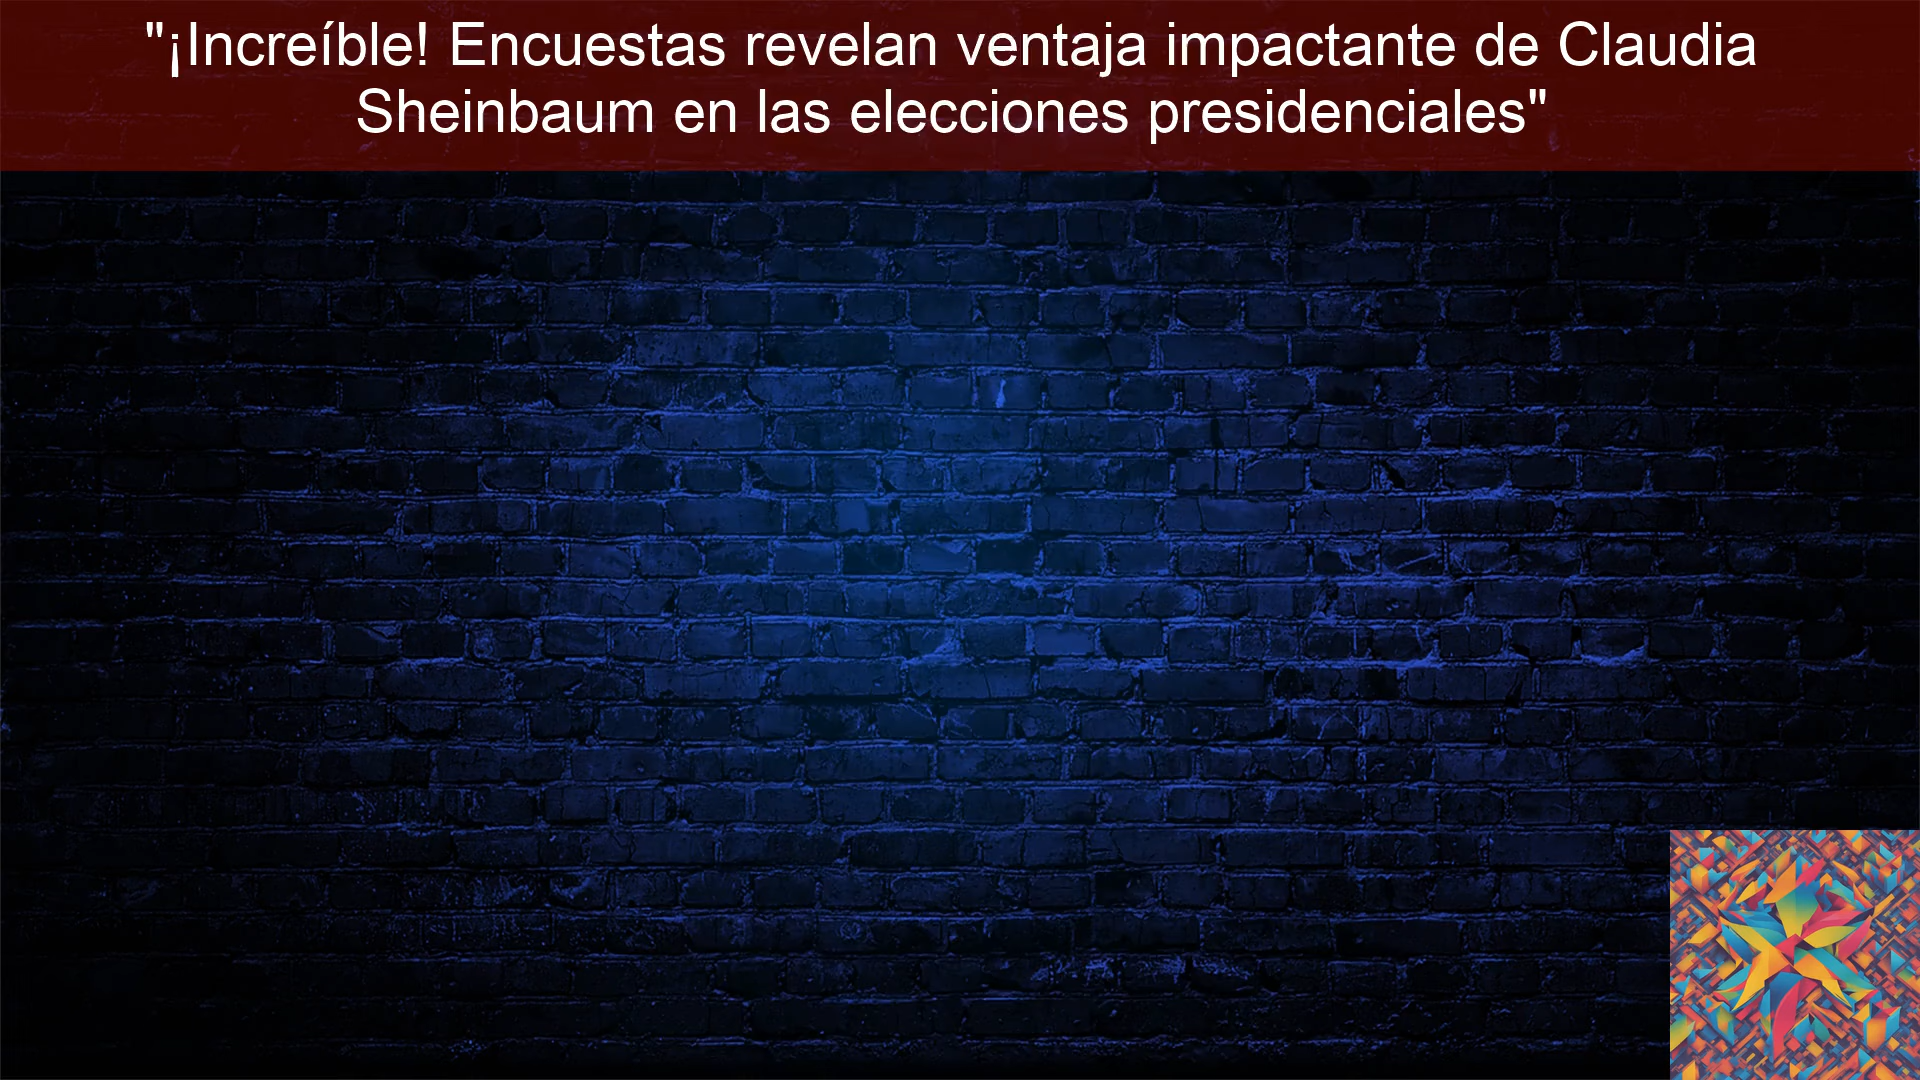 "¡Increíble! Encuestas revelan ventaja impactante de Claudia
Sheinbaum en las elecciones presidenciales"